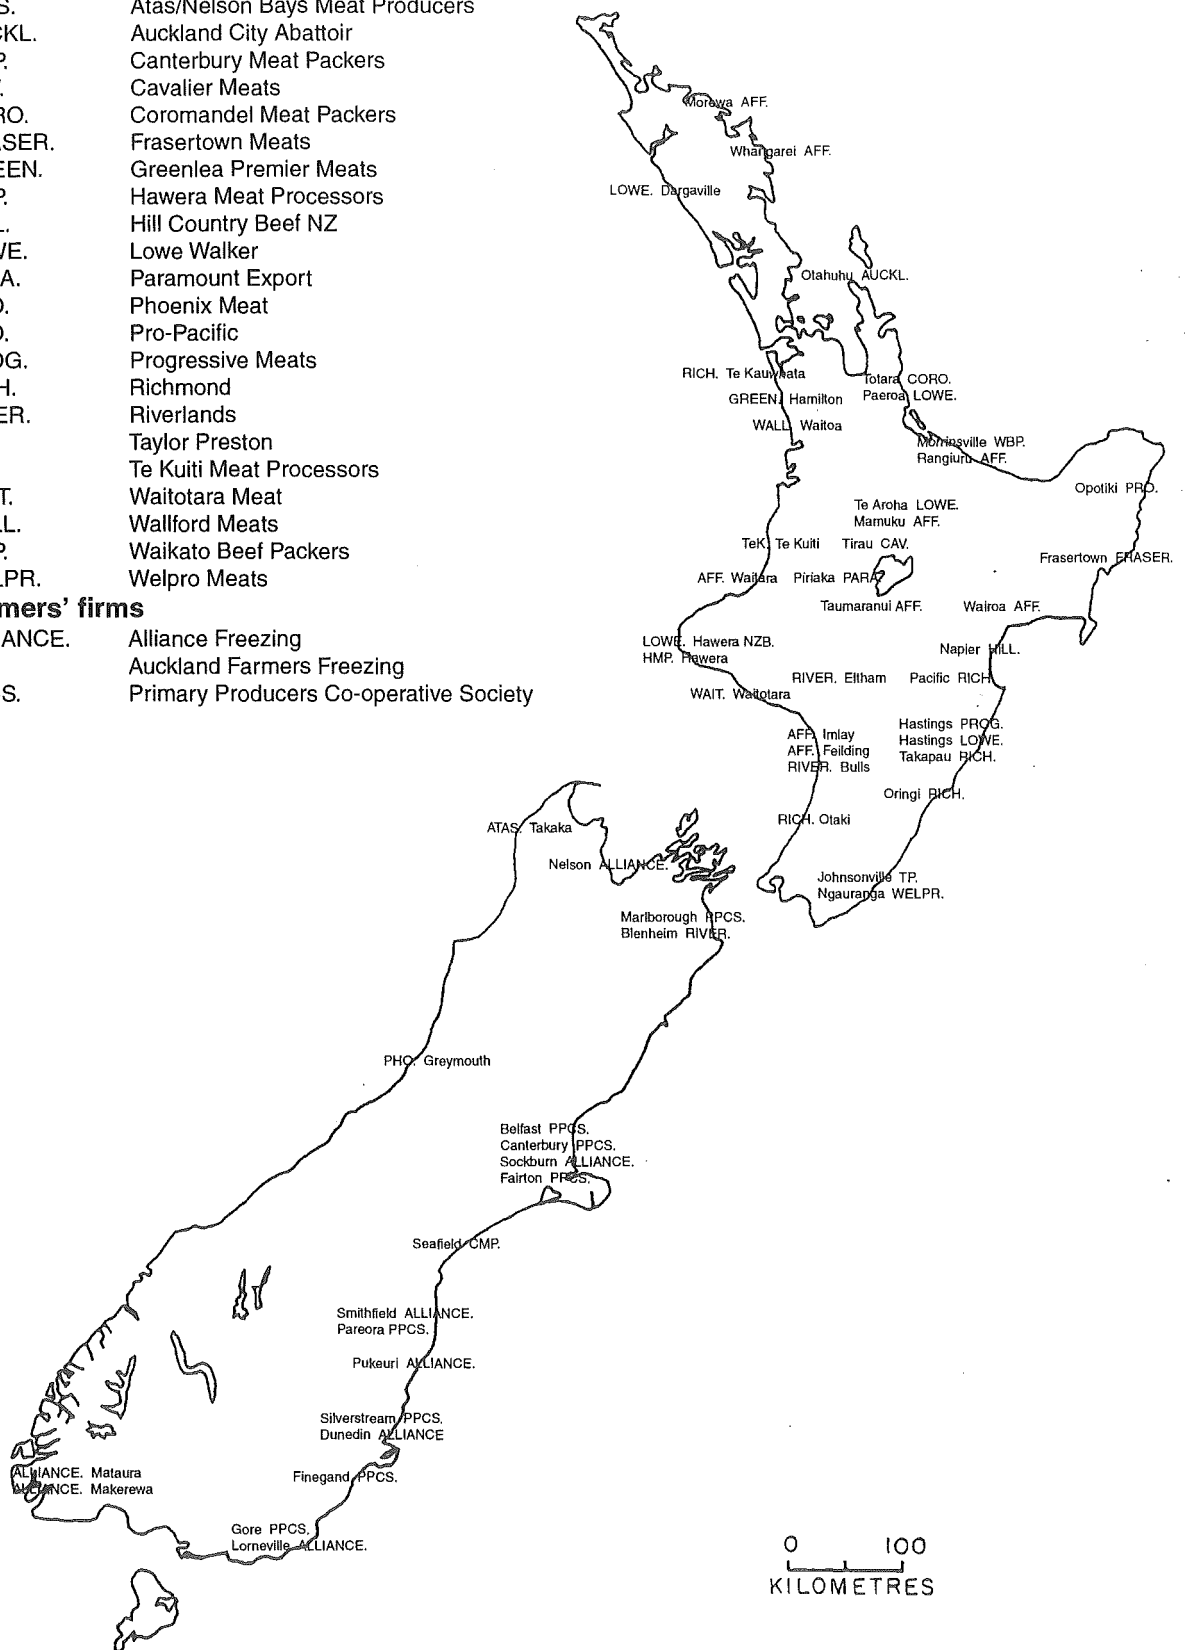 S. Atas/Nelson Bays Meat Producers
CKL. Auckland City Abattoir
P. Canterbury Meat Packers
Cavalier Meats
RO. Coromandel Meat Packers
SER. Frasertown Meats
EEN. Greenlea Premier Meats
P. Hawera Meat Processors
L. Hill Country Beef NZ
WE. Lowe Walker
A. Paramount Export
O. Phoenix Meat
O. Pro-Pacific
OG. Progressive Meats
H. Richmond
ER. Riverlands
Taylor Preston
Te Kuiti Meat Processors
T. Waitotara Meat
LL. Wallford Meats
P. Waikato Beef Packers
LPR. Welpro Meats
mers' firms
IANCE. Alliance Freezing
Auckland Farmers Freezing
S. Primary Producers Co-operative Society
Morewa AFF.
Whangarei AFF.
LOWE. Dargaville
Otahuhu AUCKL.
RICH. Te Kauwhata
Totara CORO.
GREEN. Hamilton
Paeroa LOWE.
WALL. Waitoa
Morrinsville WBP.
Rangiuru AFF.
Opotiki PRO.
Te Aroha LOWE.
Mamuku AFF.
TeK. Te Kuiti
Tirau CAV.
Frasertown FRASER.
AFF. Waitara
Piriaka PARA.
Taumaranui AFF.
Wairoa AFF.
LOWE. Hawera NZB.
HMP. Hawera
Napier HILL.
RIVER. Eltham
Pacific RICH.
WAIT. Waitotara
AFF. Imlay
AFF. Feilding
RIVER. Bulls
Hastings PROG.
Hastings LOWE.
Takapau RICH.
Oringi RICH.
RICH. Otaki
ATAS. Takaka
Nelson ALLIANCE.
Johnsonville TP.
Ngauranga WELPR.
Marlborough PPCS.
Blenheim RIVER.
PHO. Greymouth
Belfast PPCS.
Canterbury PPCS.
Sockburn ALLIANCE.
Fairton PPCS.
Seafield CMP.
Smithfield ALLIANCE.
Pareora PPCS.
Pukeuri ALLIANCE.
Silverstream PPCS.
Dunedin ALLIANCE
ALLIANCE. Mataura
ALLIANCE. Makerewa
Finegand PPCS.
Gore PPCS.
Lorneville ALLIANCE.
0 100
KILOMETRES